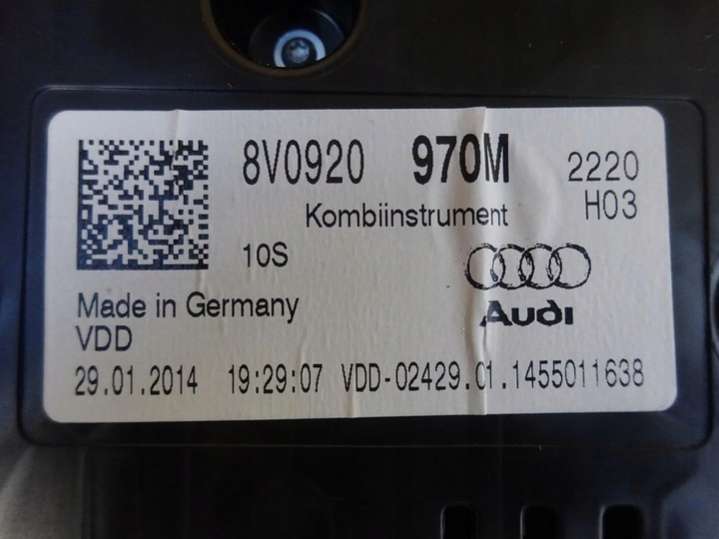 8V0920 970M 2220
Kombiinstrument H03
10S
Audi
Made in Germany
VDD
29.01.2014 19:29:07 VDD-02429.01.1455011638